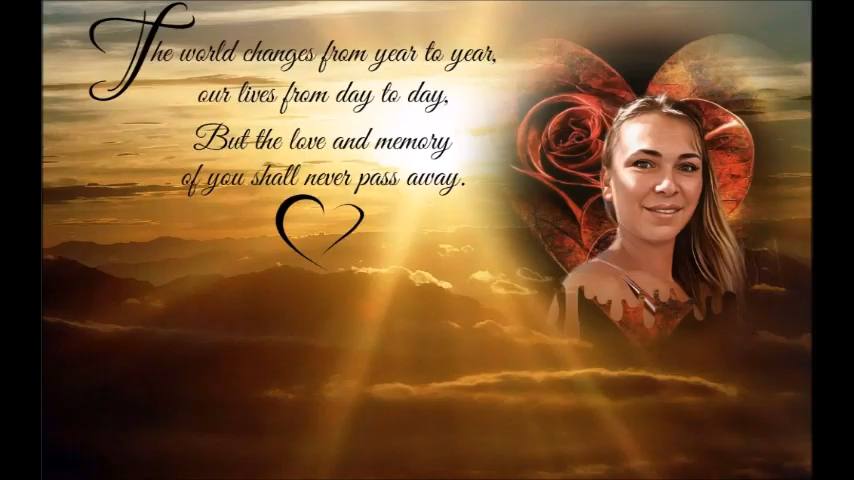 The world changes from year to year,
our lives from day to day,
But the love and memory
of you shall never pass away.